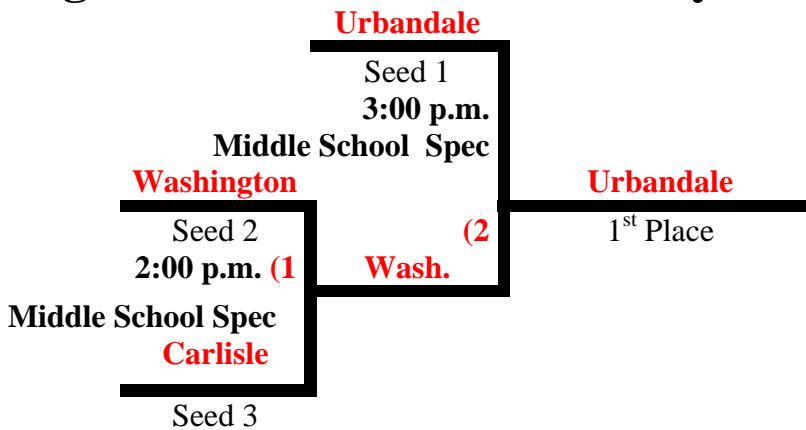 Urbandale
Seed 1
3:00 p.m.
Middle School Spec
Washington
Urbandale
Seed 2
(2
1st Place
2:00 p.m. (1
Wash.
Middle School Spec
Carlisle
Seed 3